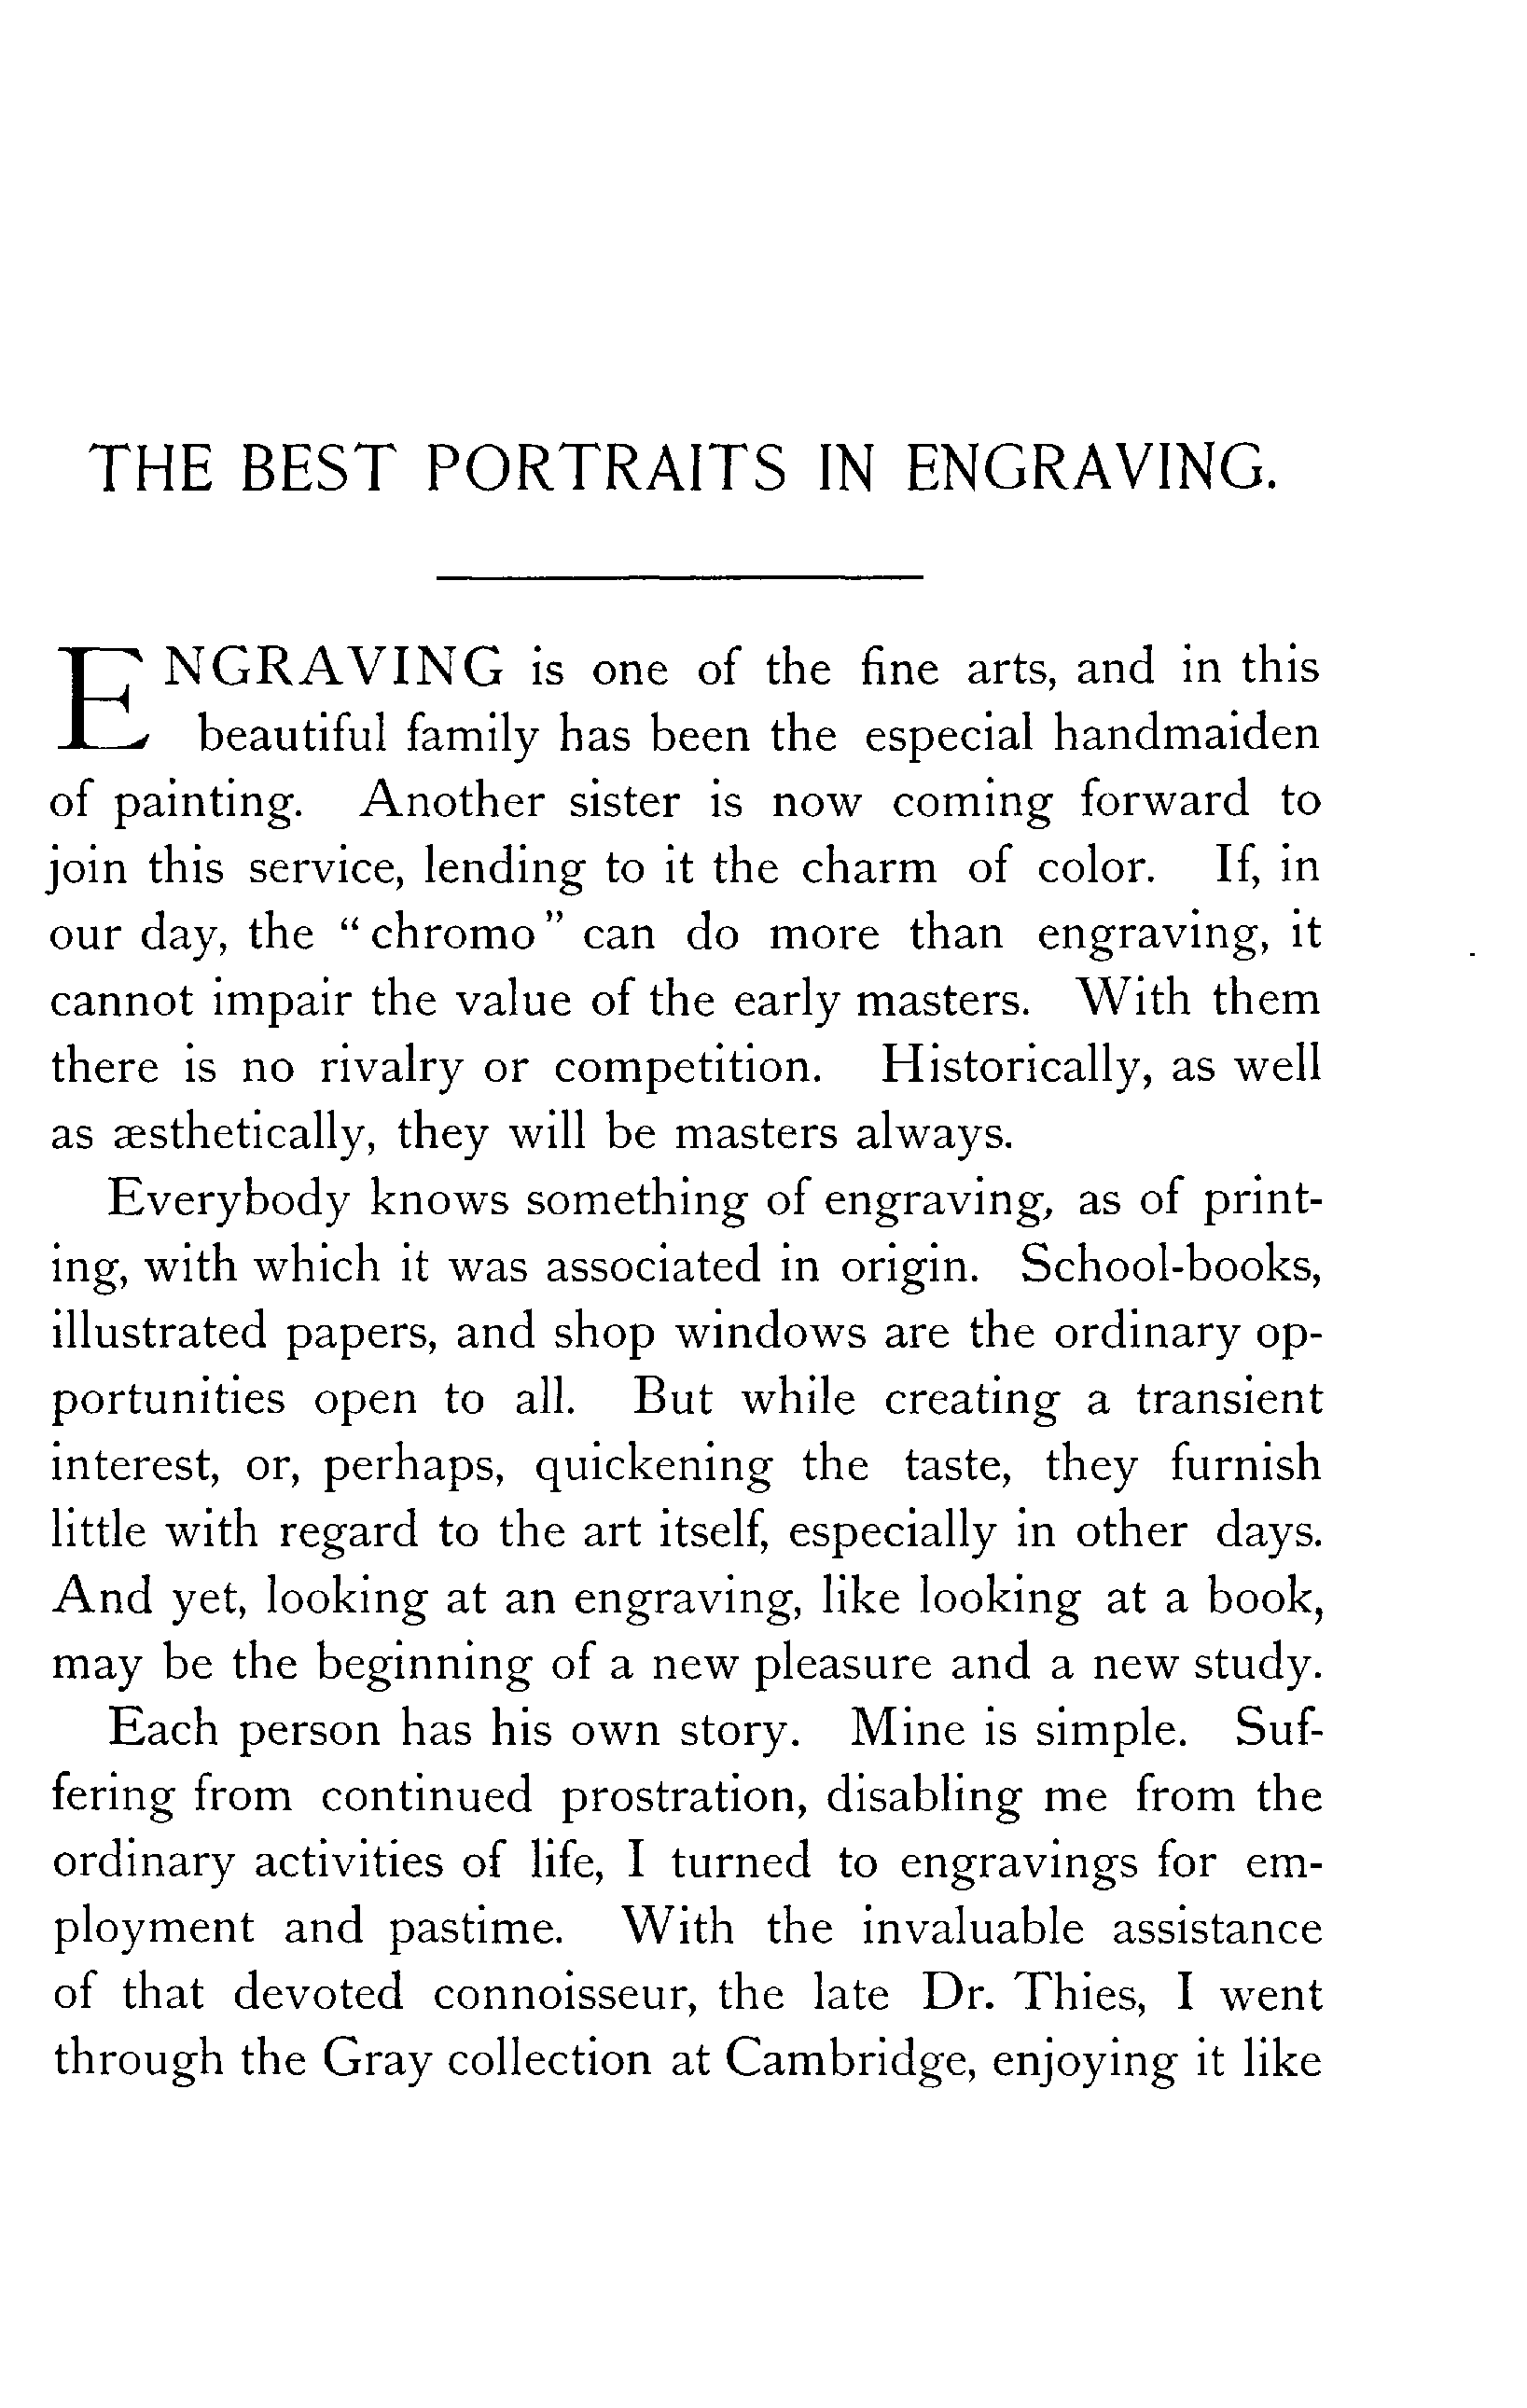 THE BEST PORTRAITS IN ENGRAVING.
ENGRAVING is one of the fine arts, and in this
beautiful family has been the especial handmaiden
of painting. Another sister is now coming forward to
join this service, lending to it the charm of color. If, in
our day, the “ chromo ” can do more than engraving, it
cannot impair the value of the early masters. With them
there is no rivalry or competition. Historically, as well
as æsthetically, they will be masters always.
Everybody knows something of engraving, as of print-
ing, with which it was associated in origin. School-books,
illustrated papers, and shop windows are the ordinary op-
portunities open to all. But while creating a transient
interest, or, perhaps, quickening the taste, they furnish
little with regard to the art itself, especially in other days.
And yet, looking at an engraving, like looking at a book,
may be the beginning of a new pleasure and a new study.
Each person has his own story. Mine is simple. Suf-
fering from continued prostration, disabling me from the
ordinary activities of life, I turned to engravings for em-
ployment and pastime. With the invaluable assistance
of that devoted connoisseur, the late Dr. Thies, I went
through the Gray collection at Cambridge, enjoying it like